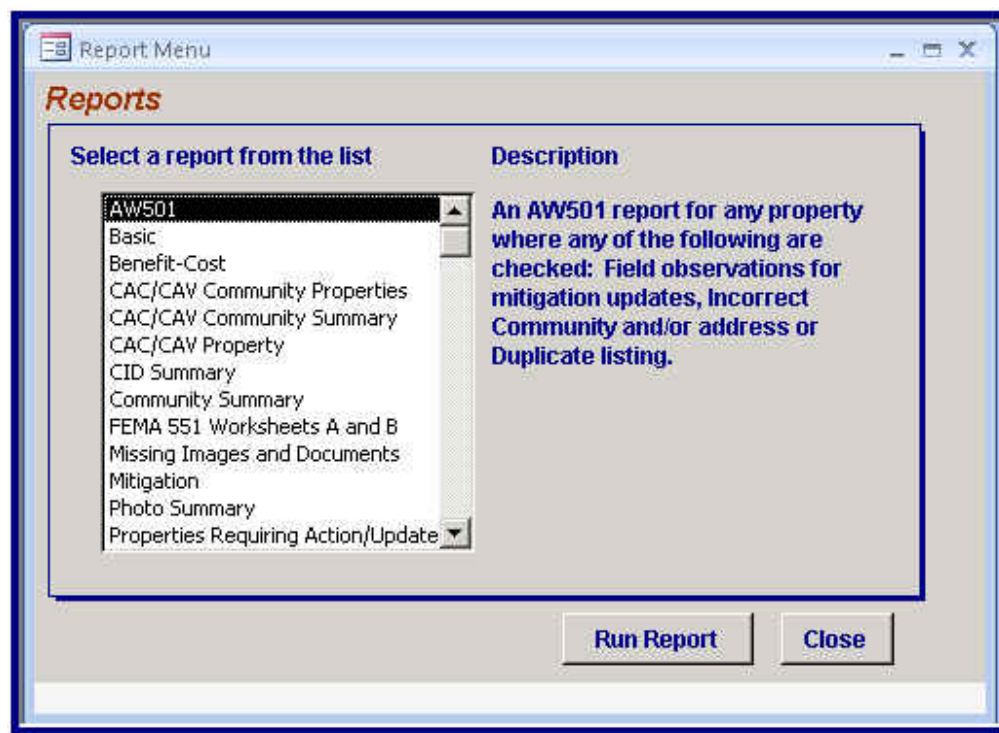 Report Menu
Reports
Select a report from the list
AW501
Basic
Benefit-Cost
CAC/CAV Community Properties
CAC/CAV Community Summary
CAC/CAV Property
CID Summary
Community Summary
FEMA 551 Worksheets A and B
Missing Images and Documents
Mitigation
Photo Summary
Properties Requiring Action/Update
Description
An AW501 report for any property
where any of the following are
checked:  Field observations for
mitigation updates, Incorrect
Community and/or address or
Duplicate listing.
Run Report
Close